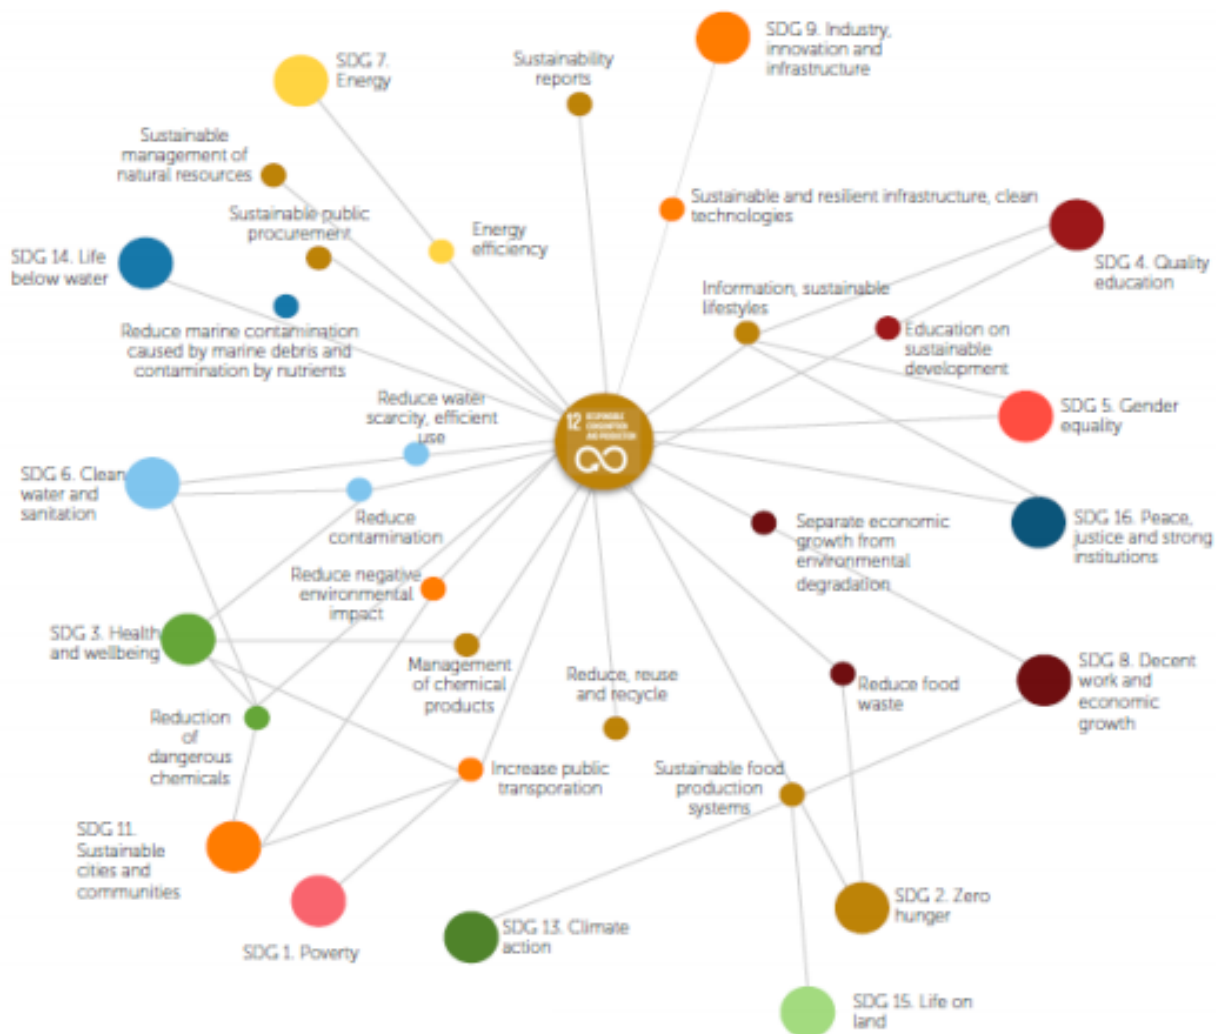 SDG 9. Industry,
innovation and
infrastructure
SDG 7.
Energy
Sustainability
reports
Sustainable
management of
natural resources
Sustainable and resilient infrastructure, clean
technologies
Sustainable public
procurement
Energy
efficiency
SDG 14. Life
below water
SDG 4. Quality
education
Information, sustainable
lifestyles
Reduce marine contamination
caused by marine debris and
contamination by nutrients
Education on
sustainable
development
Reduce water
scarcity, efficient
use
12 RESPONSIBLE
CONSUMPTION
AND PRODUCTION
SDG 5. Gender
equality
SDG 6. Clean
water and
sanitation
Reduce
contamination
Separate economic
growth from
environmental
degradation
SDG 16. Peace,
justice and strong
institutions
Reduce negative
environmental
impact
SDG 3. Health
and wellbeing
Management
of chemical
products
Reduce, reuse
and recycle
Reduce food
waste
SDG 8. Decent
work and
economic
growth
Reduction
of
dangerous
chemicals
Increase public
transporation
Sustainable food
production
systems
SDG 11.
Sustainable
cities and
communities
SDG 1. Poverty
SDG 13. Climate
action
SDG 2. Zero
hunger
SDG 15. Life on
land